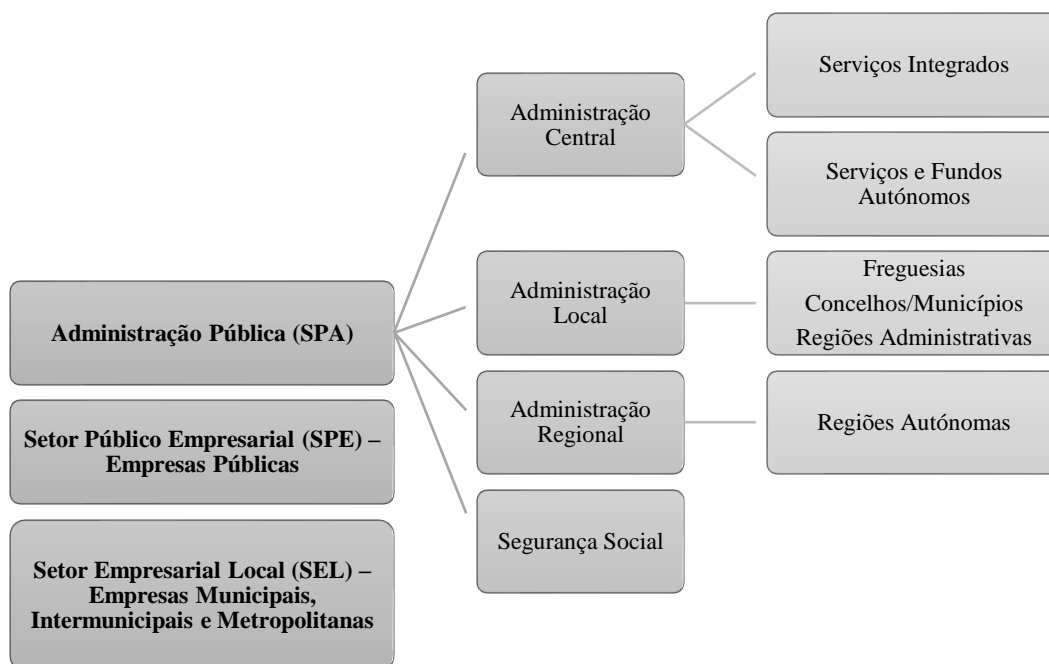 Administração Pública (SPA)
Setor Público Empresarial (SPE) –
Empresas Públicas
Setor Empresarial Local (SEL) –
Empresas Municipais,
Intermunicipais e Metropolitanas
Administração
Central
Administração
Local
Administração
Regional
Segurança Social
Serviços Integrados
Serviços e Fundos
Autónomos
Freguesias
Concelhos/Municípios
Regiões Administrativas
Regiões Autónomas